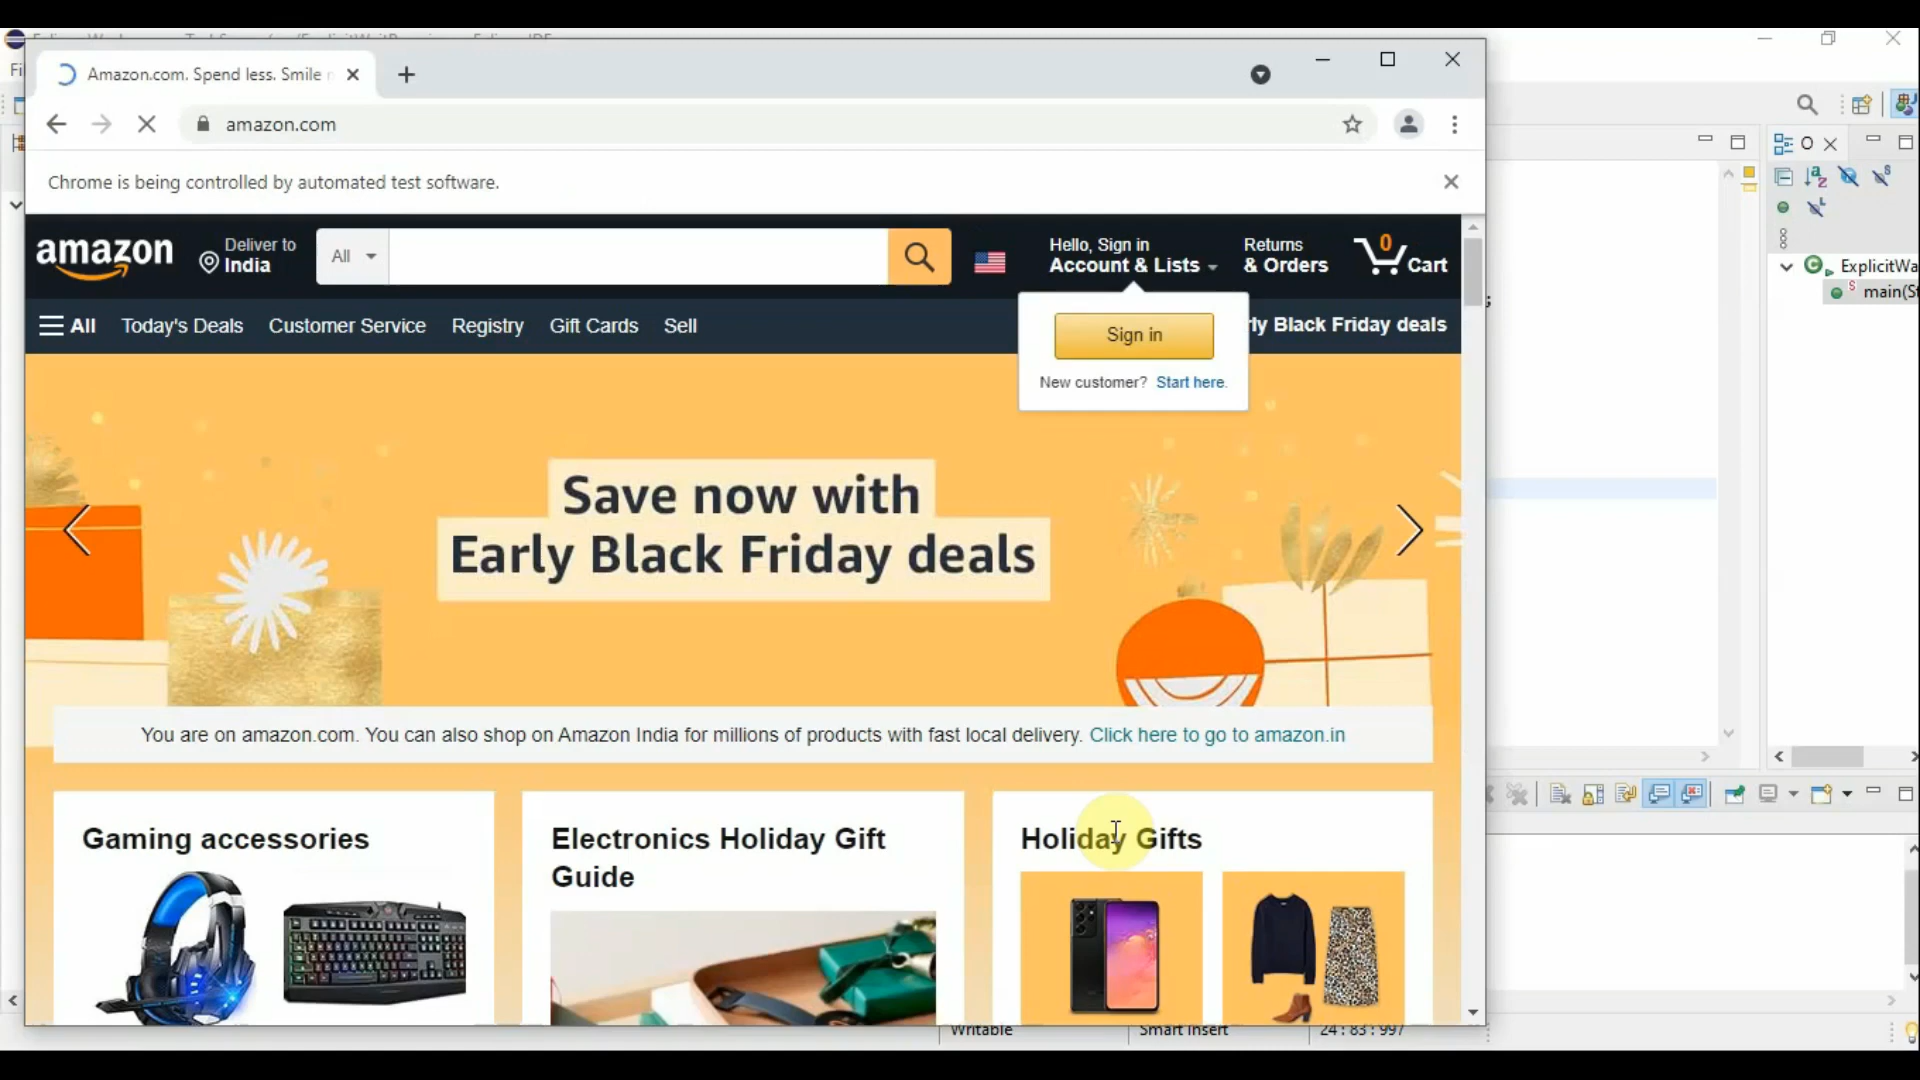 Amazon.com. Spend less. Smile
amazon.com
Chrome is being controlled by automated test software.
amazon
Deliver to
India
All
Hello, Sign in
Account & Lists
Returns
& Orders
0
Cart
All
Today's Deals
Customer Service
Registry
Gift Cards
Sell
ly Black Friday deals
Sign in
New customer? Start here.
Save now with
Early Black Friday deals
You are on amazon.com. You can also shop on Amazon India for millions of products with fast local delivery. Click here to go to amazon.in
Gaming accessories
Electronics Holiday Gift
Guide
Holiday Gifts
O
ExplicitWa
main(St
;
Writable
Smart Insert
24 : 83 : 997